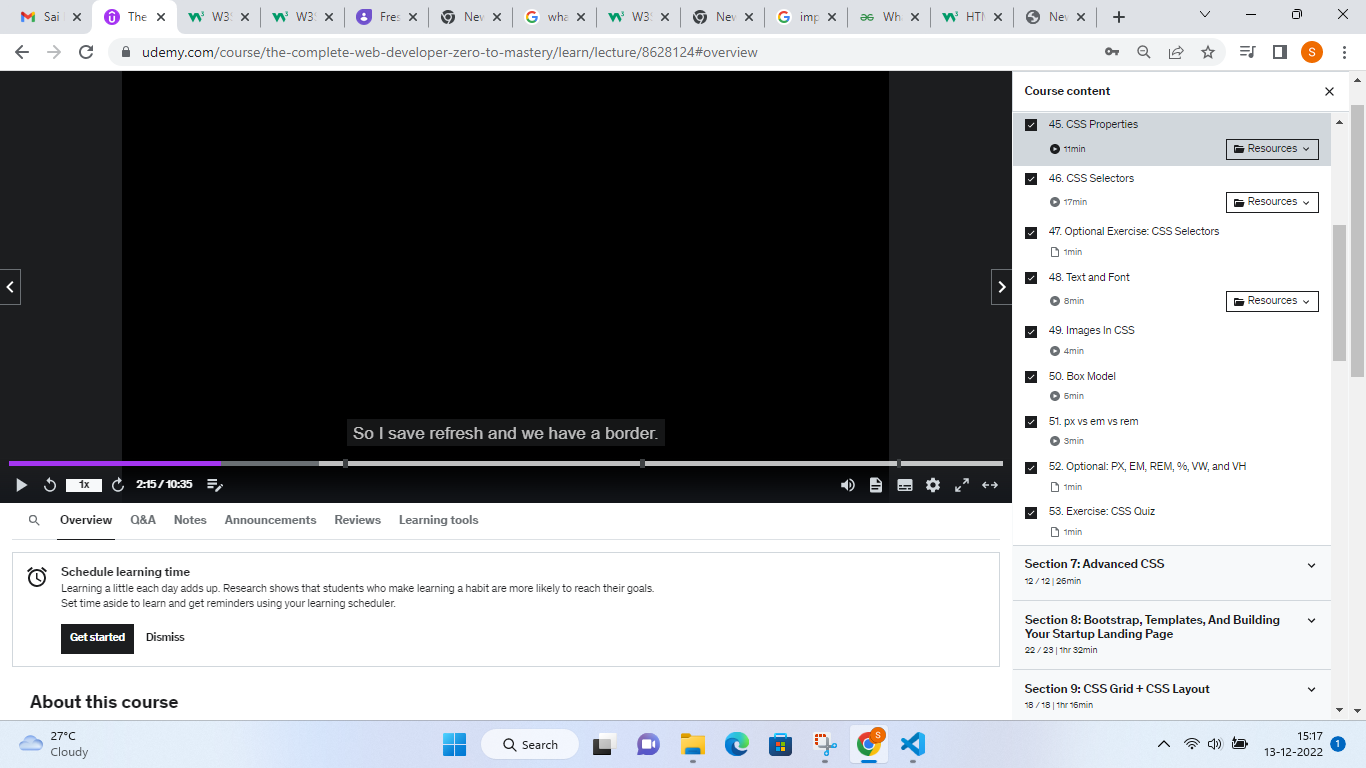 Sai
The
W3
W3
Fres
Nev
wha
W3
Nev
imp
Wh
HTM
Nev
udemy.com/course/the-complete-web-developer-zero-to-mastery/learn/lecture/8628124#overview
S
So I save refresh and we have a border.
1x
2:15 / 10:35
Course content
45. CSS Properties
11min
Resources
46. CSS Selectors
17min
Resources
47. Optional Exercise: CSS Selectors
1min
48. Text and Font
8min
Resources
49. Images In CSS
4min
50. Box Model
5min
51. px vs em vs rem
3min
52. Optional: PX, EM, REM, %, VW, and VH
1min
53. Exercise: CSS Quiz
1min
Section 7: Advanced CSS
12 / 12 | 26min
Section 8: Bootstrap, Templates, And Building
Your Startup Landing Page
22 / 23 | 1hr 32min
Section 9: CSS Grid + CSS Layout
18 / 18 | 1hr 16min
Overview Q&A Notes Announcements Reviews Learning tools
Schedule learning time
Learning a little each day adds up. Research shows that students who make learning a habit are more likely to reach their goals.
Set time aside to learn and get reminders using your learning scheduler.
Get started Dismiss
About this course
27°C
Cloudy
Search
S
15:17
13-12-2022
1